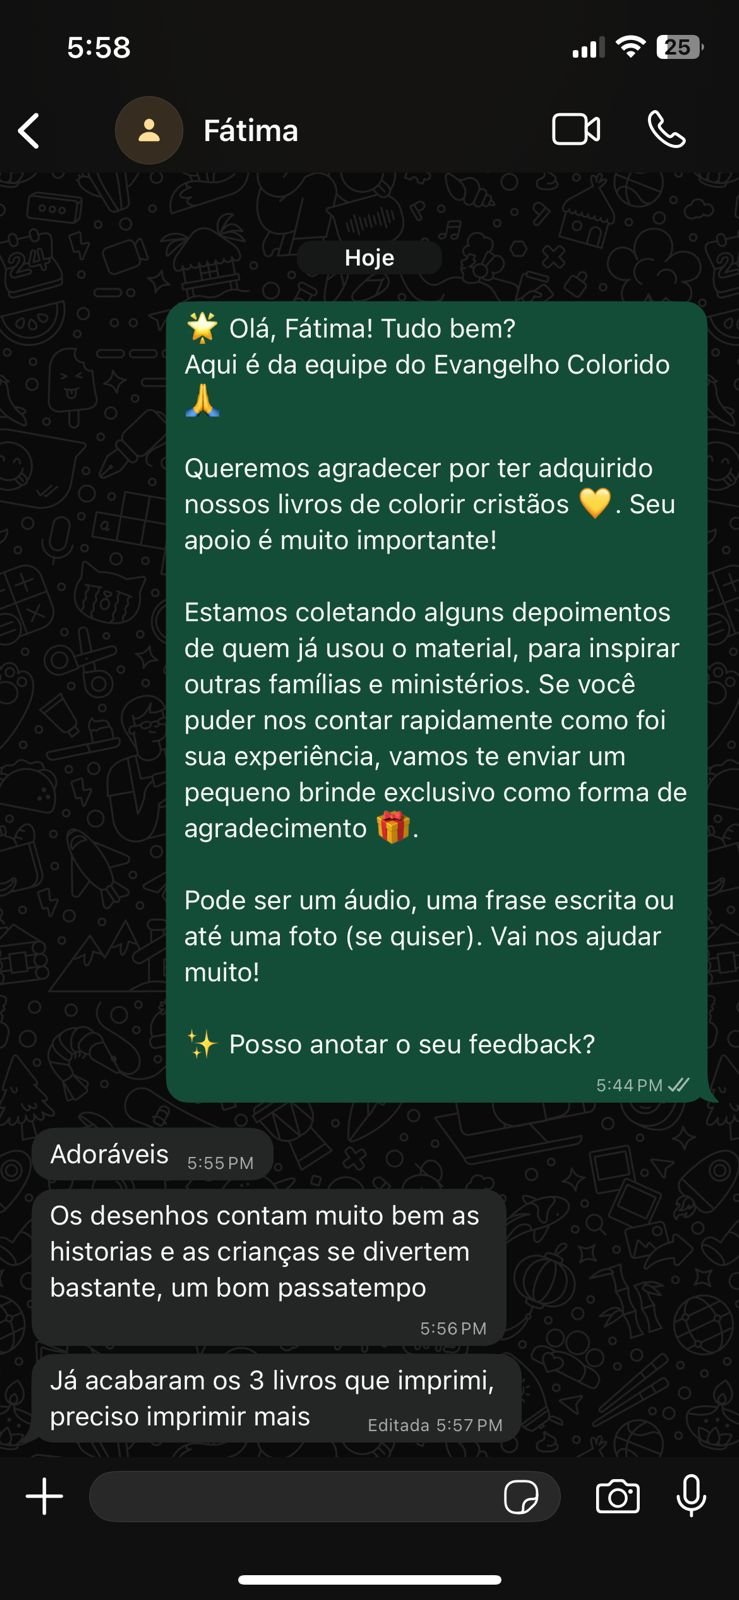 5:58
25
Fátima
24
Hoje
🌟 Olá, Fátima! Tudo bem?
Aqui é da equipe do Evangelho Colorido
🙏
Queremos agradecer por ter adquirido
nossos livros de colorir cristãos 💛. Seu
apoio é muito importante!
Estamos coletando alguns depoimentos
de quem já usou o material, para inspirar
outras famílias e ministérios. Se você
puder nos contar rapidamente como foi
sua experiência, vamos te enviar um
pequeno brinde exclusivo como forma de
agradecimento 🎁.
Pode ser um áudio, uma frase escrita ou
até uma foto (se quiser). Vai nos ajudar
muito!
✨ Posso anotar o seu feedback?
5:44 PM
Adoráveis 5:55 PM
Os desenhos contam muito bem as
historias e as crianças se divertem
bastante, um bom passatempo
5:56 PM
Já acabaram os 3 livros que imprimi,
preciso imprimir mais Editada 5:57 PM